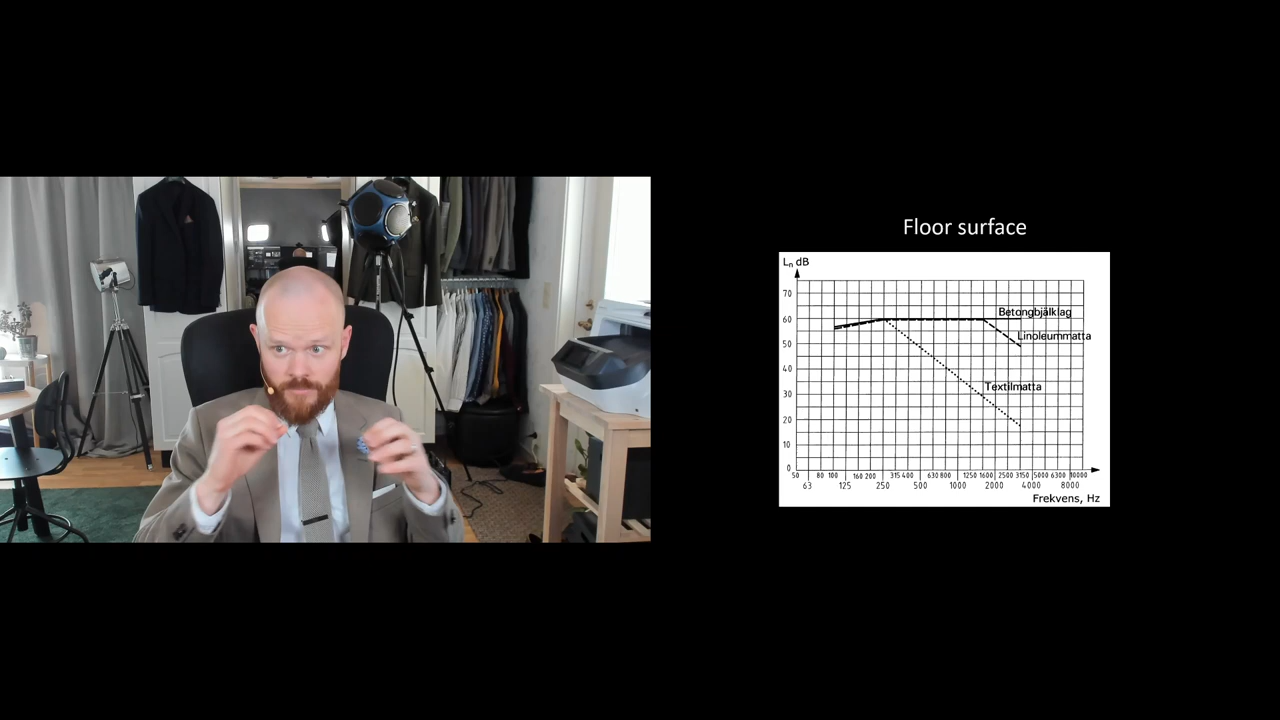 Floor surface
Ln dB
70
60
50
40
30
20
10
0
Betongbjälklag
Linoleummatta
Textilmatta
50 80 100 160 200 315 400 630 800 1250 1600 2500 3150 5000 6300 10000
63 125 250 500 1000 2000 4000 8000
Frekvens, Hz